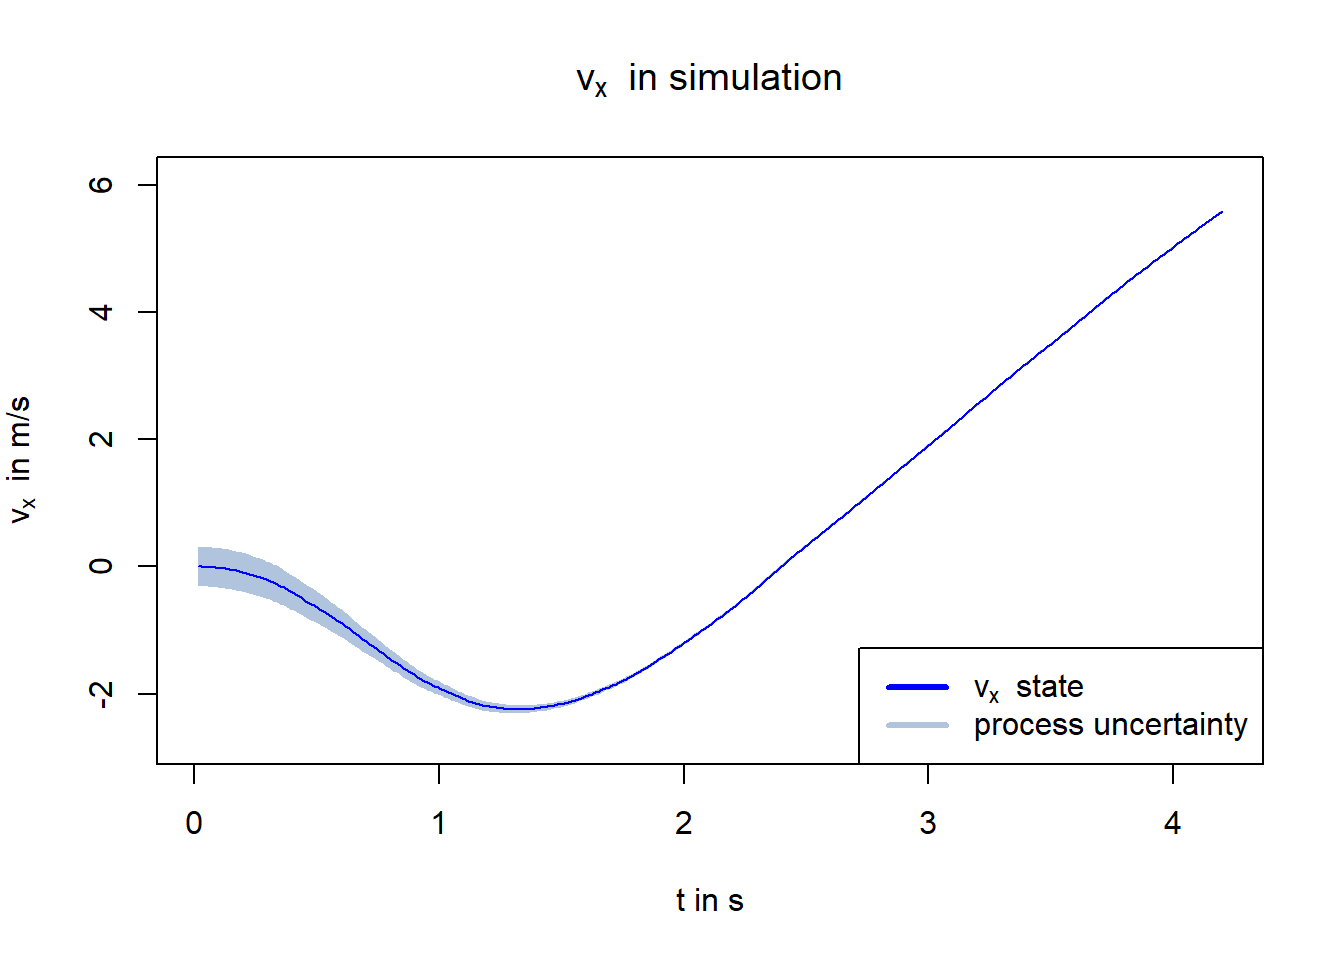 vₓ in simulation
vₓ in m/s
6
4
2
0
-2
0 1 2 3 4
t in s
vₓ state
process uncertainty